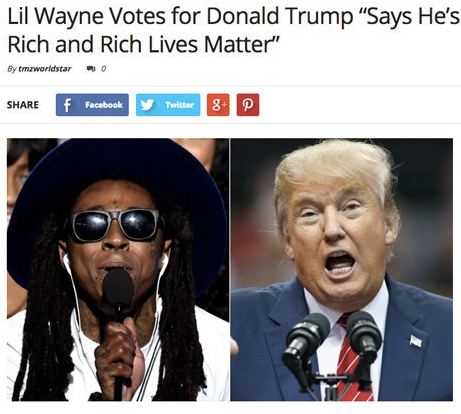 Lil Wayne Votes for Donald Trump “Says He’s
Rich and Rich Lives Matter”
By tmzworldstar 0
SHARE Facebook Twitter